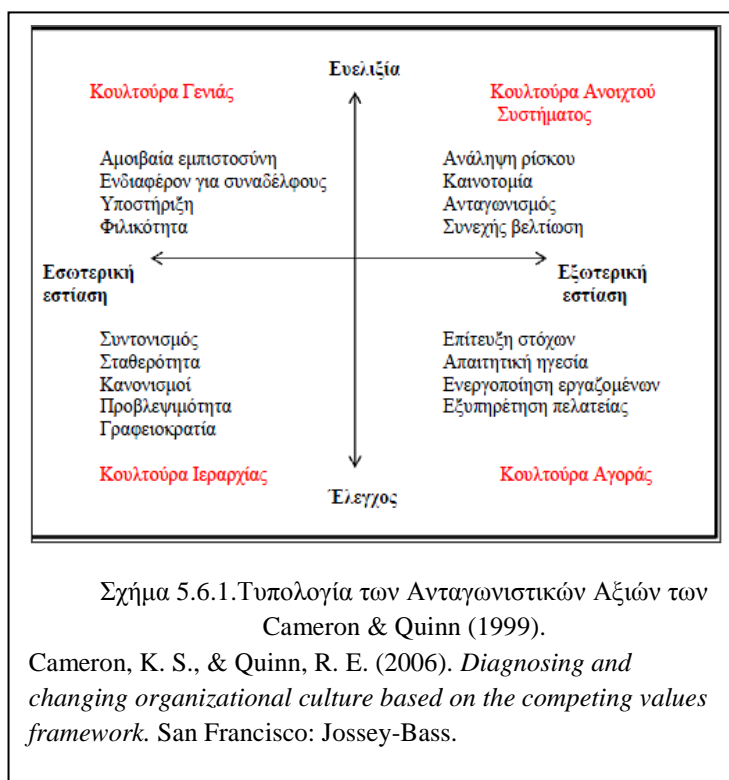 Ευελιξία
Κουλτούρα Γενιάς
Κουλτούρα Ανοιχτού
Συστήματος
Αμοιβαία εμπιστοσύνη
Ενδιαφέρον για συναδέλφους
Υποστήριξη
Φιλικότητα
Ανάληψη ρίσκου
Καινοτομία
Ανταγωνισμός
Συνεχής βελτίωση
Εσωτερική
εστίαση
Εξωτερική
εστίαση
Συντονισμός
Σταθερότητα
Κανονισμοί
Προβλεψιμότητα
Γραφειοκρατία
Επίτευξη στόχων
Απαιτητική ηγεσία
Ενεργοποίηση εργαζομένων
Εξυπηρέτηση πελατείας
Κουλτούρα Ιεραρχίας
Κουλτούρα Αγοράς
Έλεγχος
Σχήμα 5.6.1.Τυπολογία των Ανταγωνιστικών Αξιών των
Cameron & Quinn (1999).
Cameron, K. S., & Quinn, R. E. (2006). Diagnosing and
changing organizational culture based on the competing values
framework. San Francisco: Jossey-Bass.